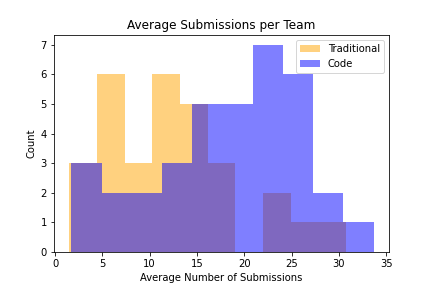 Average Submissions per Team
Traditional
Code
7
6
5
4
3
2
1
0
Count
0 5 10 15 20 25 30 35
Average Number of Submissions